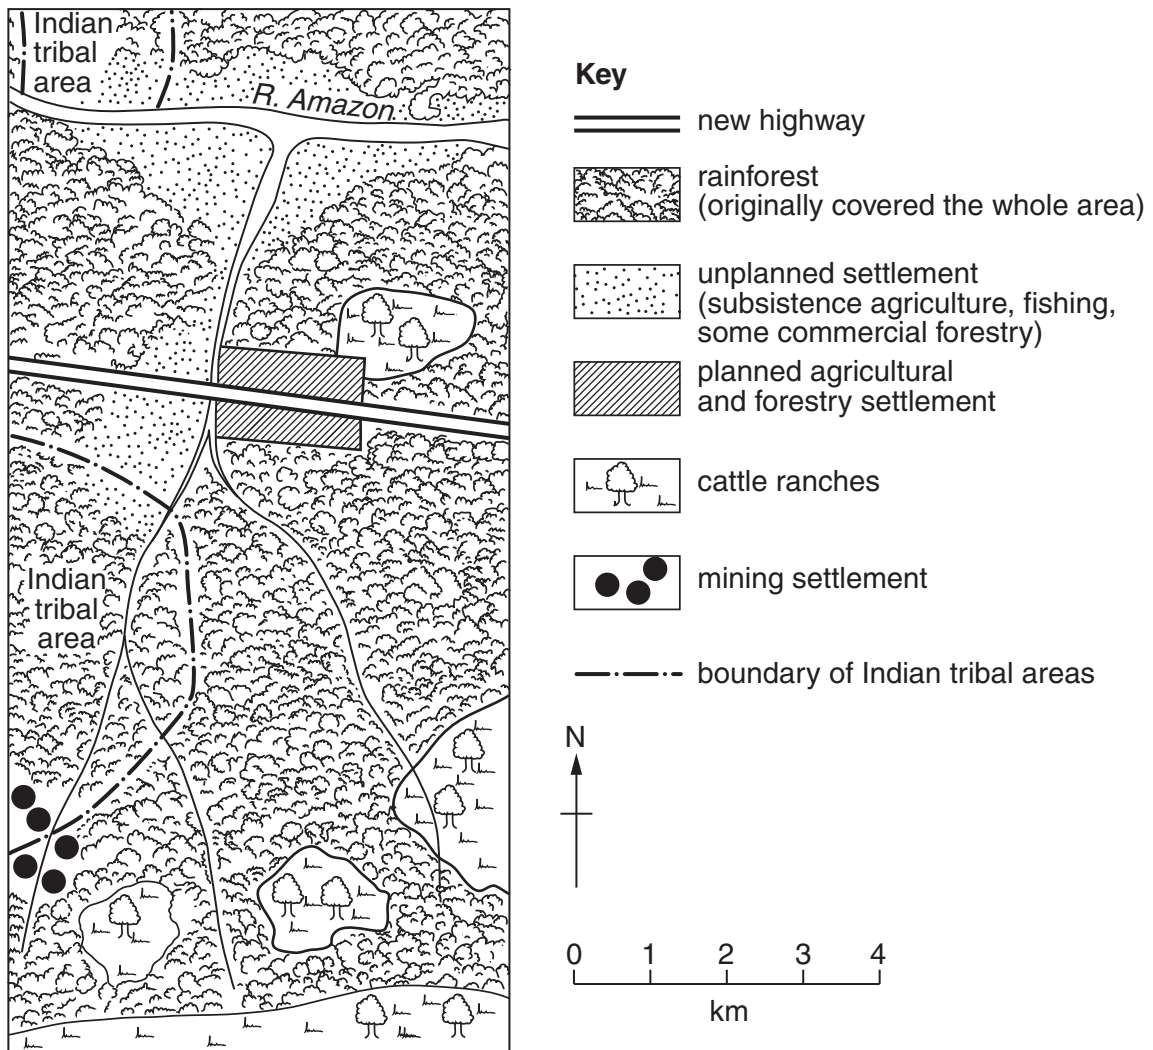 Indian
tribal
area
R. Amazon
Indian
tribal
area
Key
new highway
rainforest
(originally covered the whole area)
unplanned settlement
(subsistence agriculture, fishing,
some commercial forestry)
planned agricultural
and forestry settlement
cattle ranches
mining settlement
boundary of Indian tribal areas
N
0 1 2 3 4
km